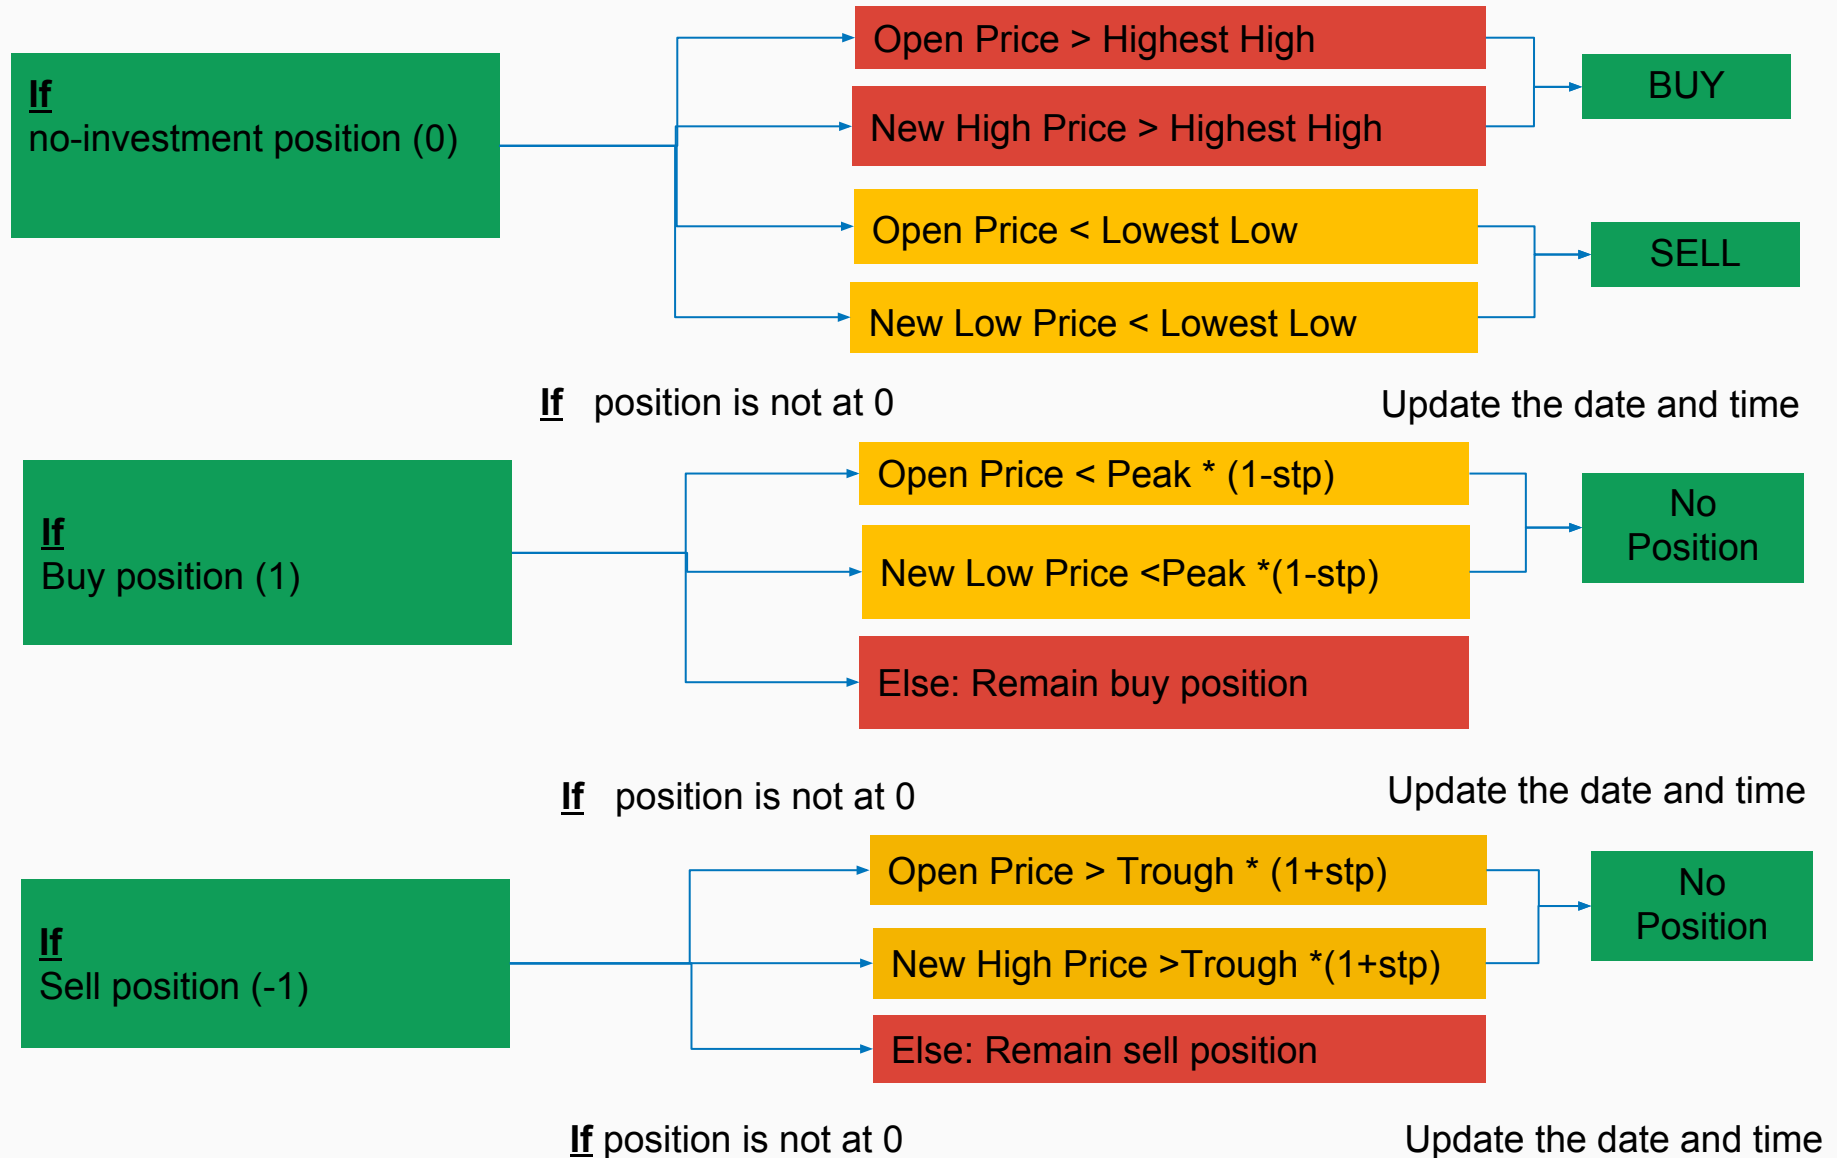 If
no-investment position (0)
Open Price > Highest High
New High Price > Highest High
BUY
Open Price < Lowest Low
New Low Price < Lowest Low
SELL
If position is not at 0
Update the date and time
If
Buy position (1)
Open Price < Peak * (1-stp)
New Low Price <Peak *(1-stp)
Else: Remain buy position
No
Position
If position is not at 0
Update the date and time
If
Sell position (-1)
Open Price > Trough * (1+stp)
New High Price >Trough *(1+stp)
Else: Remain sell position
No
Position
If position is not at 0
Update the date and time